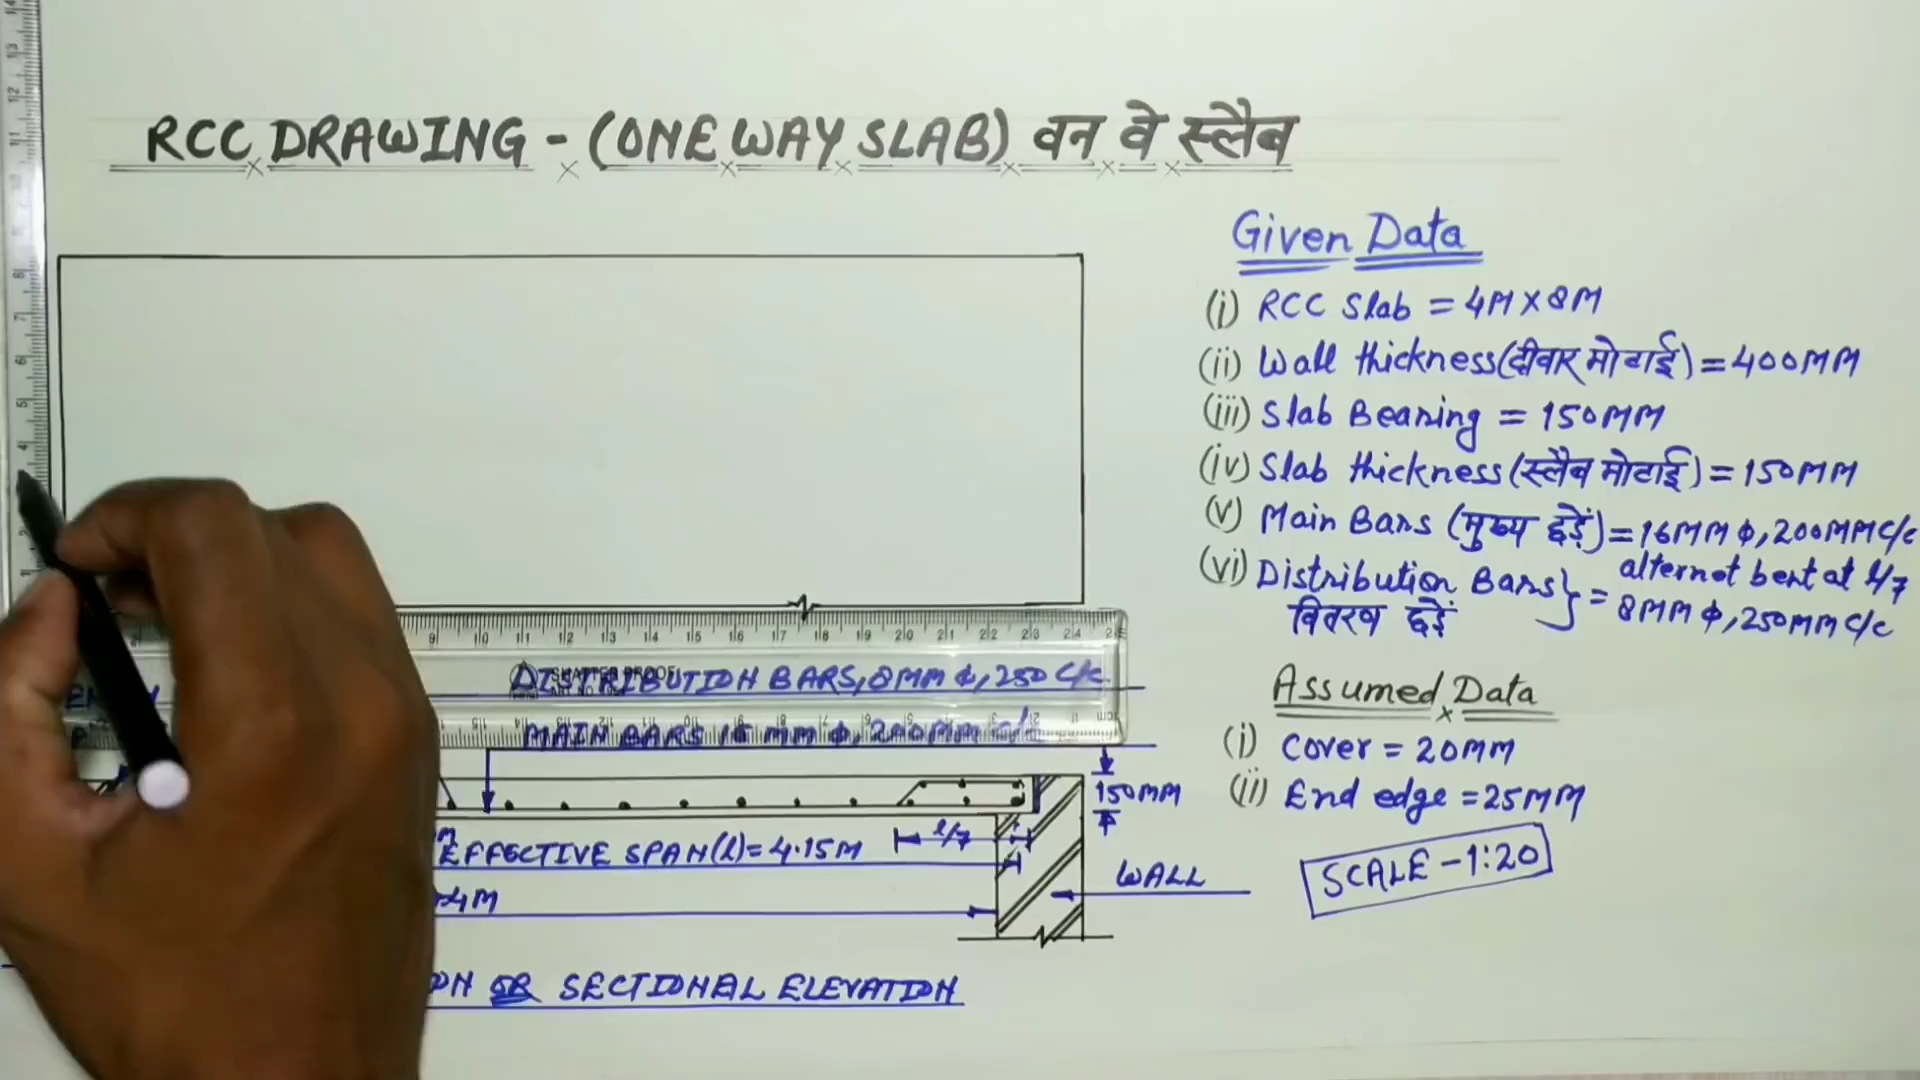 RCC DRAWING - (ONE WAY SLAB) वन वे स्लैब
Given Data
(i) RCC Slab = 4M X 8M
(ii) Wall thickness (दीवार मोटाई) = 400MM
(iii) Slab Bearing = 150MM
(iv) Slab thickness (स्लैब मोटाई) = 150MM
(v) Main Bars (मुख्य छड़ें) = 16MM ϕ, 200MM C/C
alternet bent at l/7
(vi) Distribution Bars } = 8MM ϕ, 250MM C/C
वितरण छड़ें
Assumed Data
(i) Cover = 20MM
(ii) End edge = 25MM
SCALE - 1:20
DISTRIBUTION BARS, 8MM ϕ, 250 C/C
MAIN BARS 16 MM ϕ, 200MM C/C
150MM
l/7
EFFECTIVE SPAN (l) = 4.15M
WALL
4M
OR SECTIONAL ELEVATION